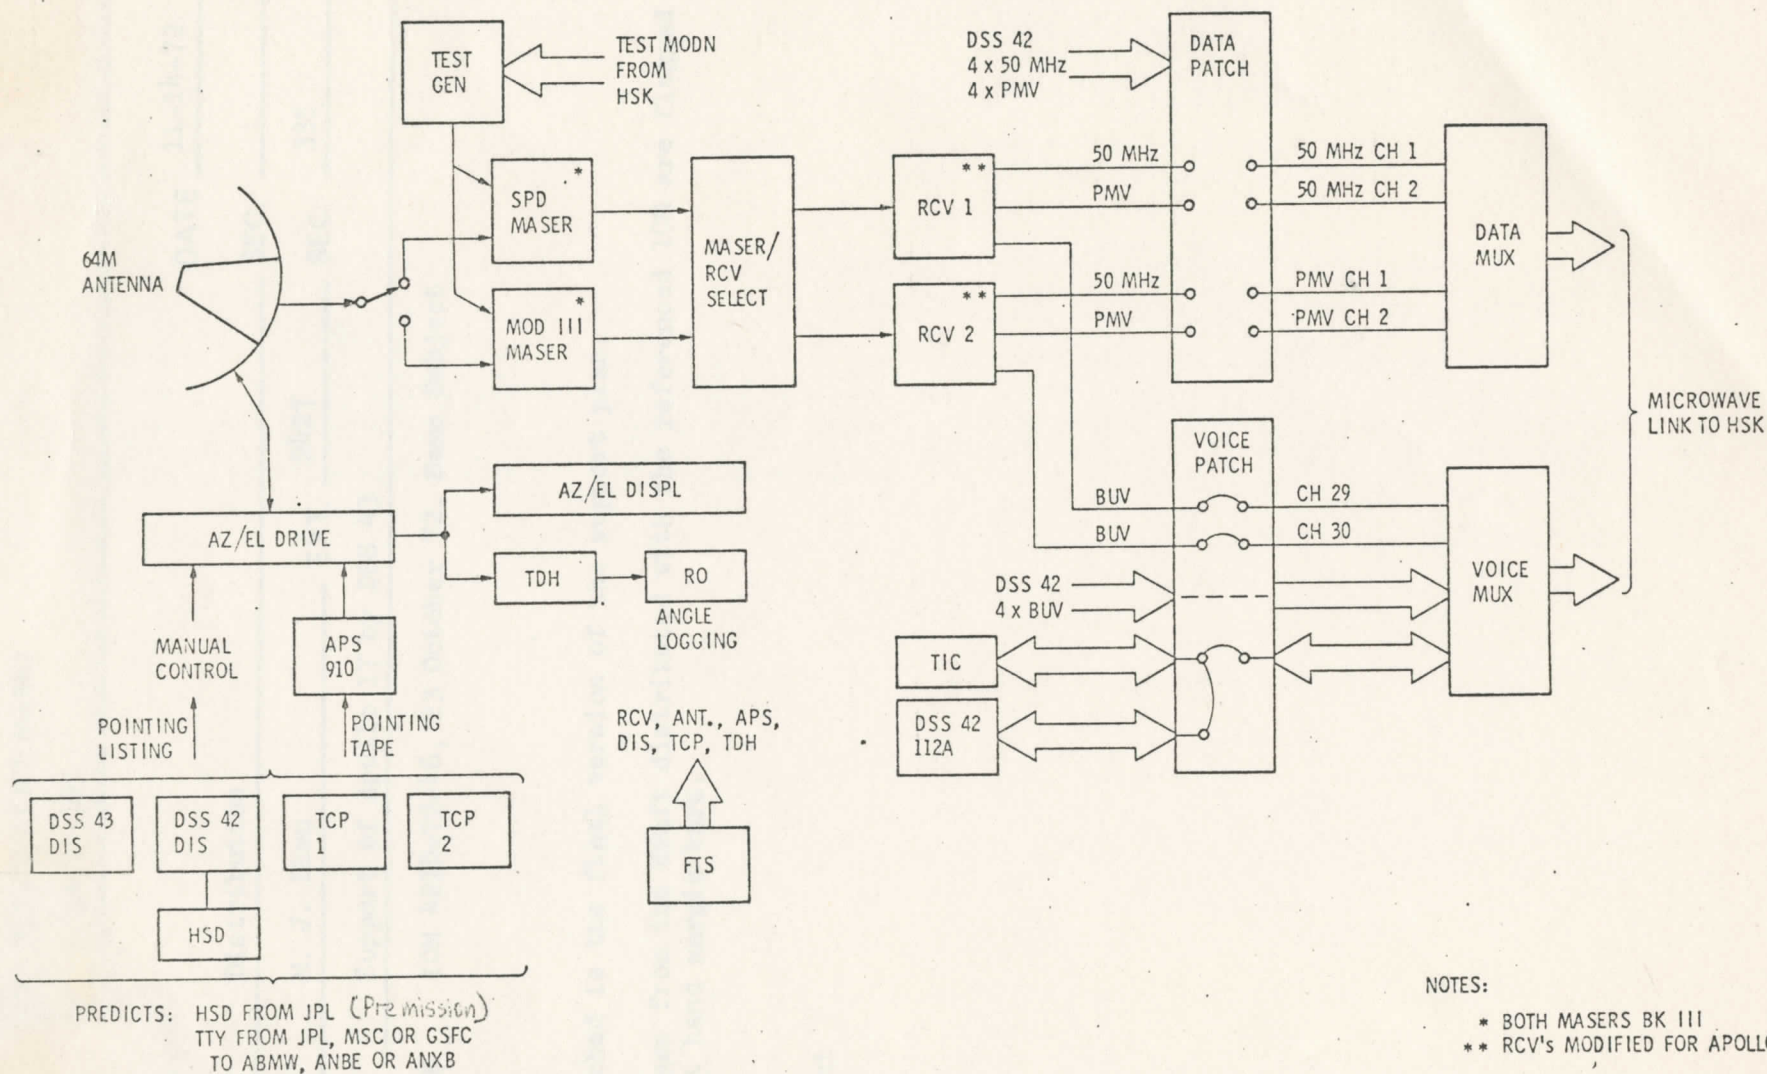 TEST
GEN
TEST MODN
FROM
HSK
DSS 42
4 x 50 MHz
4 x PMV
DATA
PATCH
64M
ANTENNA
*
SPD
MASER
*
MOD III
MASER
MASER/
RCV
SELECT
**
RCV 1
**
RCV 2
50 MHz
PMV
50 MHz
PMV
50 MHz CH 1
50 MHz CH 2
PMV CH 1
PMV CH 2
DATA
MUX
MICROWAVE
LINK TO HSK
VOICE
PATCH
BUV
BUV
CH 29
CH 30
DSS 42
4 x BUV
TIC
DSS 42
112A
VOICE
MUX
AZ/EL DRIVE
AZ/EL DISPL
TDH
RO
ANGLE
LOGGING
MANUAL
CONTROL
APS
910
POINTING
LISTING
POINTING
TAPE
RCV, ANT., APS,
DIS, TCP, TDH
FTS
DSS 43
DIS
DSS 42
DIS
TCP
1
TCP
2
HSD
PREDICTS: HSD FROM JPL (Premission)
TTY FROM JPL, MSC OR GSFC
TO ABMW, ANBE OR ANXB
NOTES:
* BOTH MASERS BK III
** RCV's MODIFIED FOR APOLLO